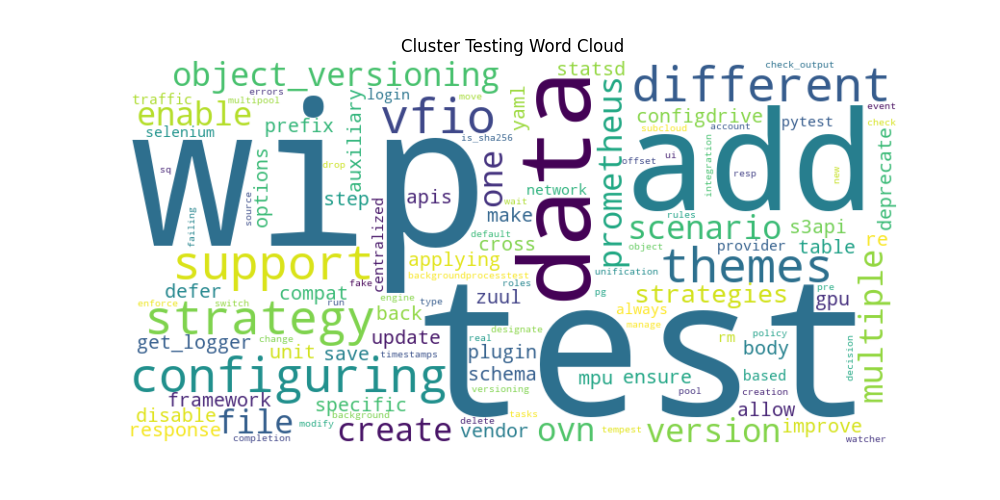 Cluster Testing Word Cloud
check_output
object_versioning
statsd
different
errors
multipool
login
move
traffic
enable
vfio
yaml
data
prometheus
configdrive
event
selenium
prefix
auxiliary
is_sha256
subcloud
account
pytest
check
wip
one
add
deprecate
options
drop
offset
ui
integration
resp
new
sq
step
apis
network
source
centralized
make
wait
rules
scenario
s3api
failing
default
cross
object
provider
table
re
support
applying
themes
multiple
fake
backgroundprocesstest
unification
roles
pre
defer
compat
engine
type
zuul
pg
strategies
gpu
enforce
switch
run
strategy
back
designate
always
manage
policy
test
get_logger
change
unit
save
update
timestamps
real
plugin
rm
body
decision
configuring
schema
versioning
mpu
ensure
based
framework
specific
pool
creation
disable
file
background
modify
create
delete
tasks
allow
response
completion
vendor
ovn
tempest
version
improve
watcher